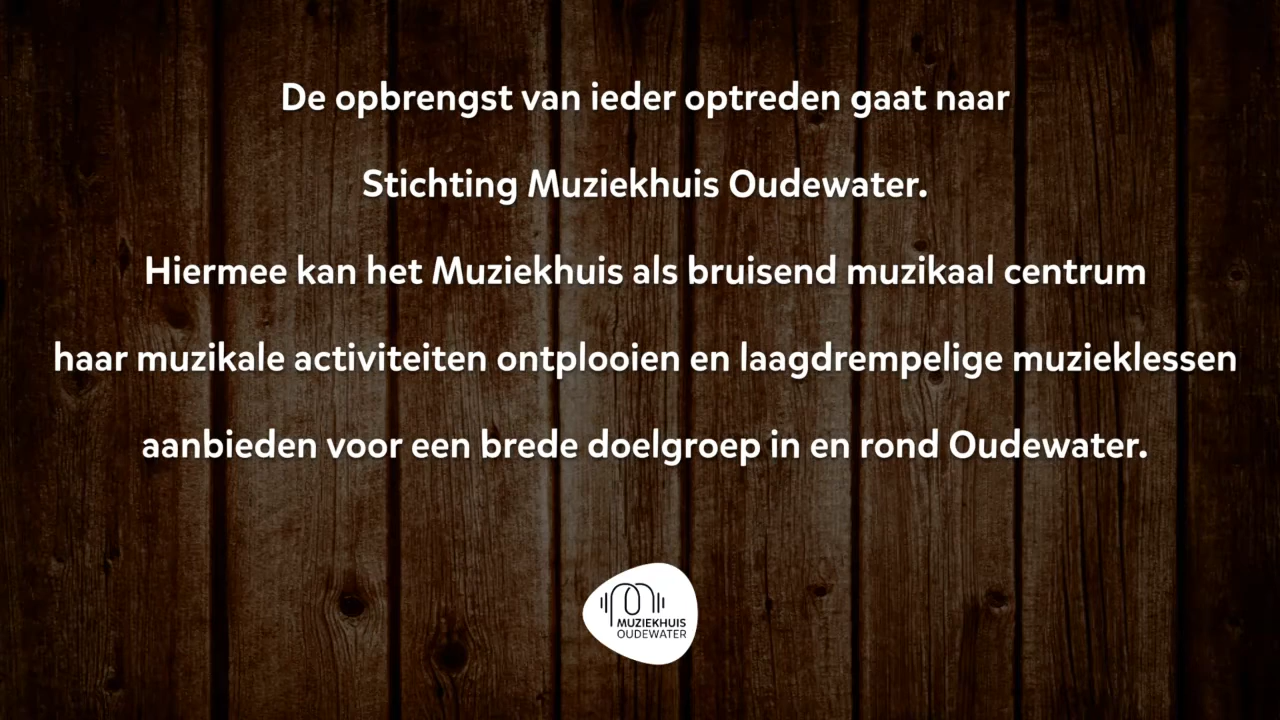 De opbrengst van ieder optreden gaat naar
Stichting Muziekhuis Oudewater.
Hiermee kan het Muziekhuis als bruisend muzikaal centrum
haar muzikale activiteiten ontplooien en laagdrempelige muzieklessen
aanbieden voor een brede doelgroep in en rond Oudewater.
MUZIEKHUIS
OUDEWATER